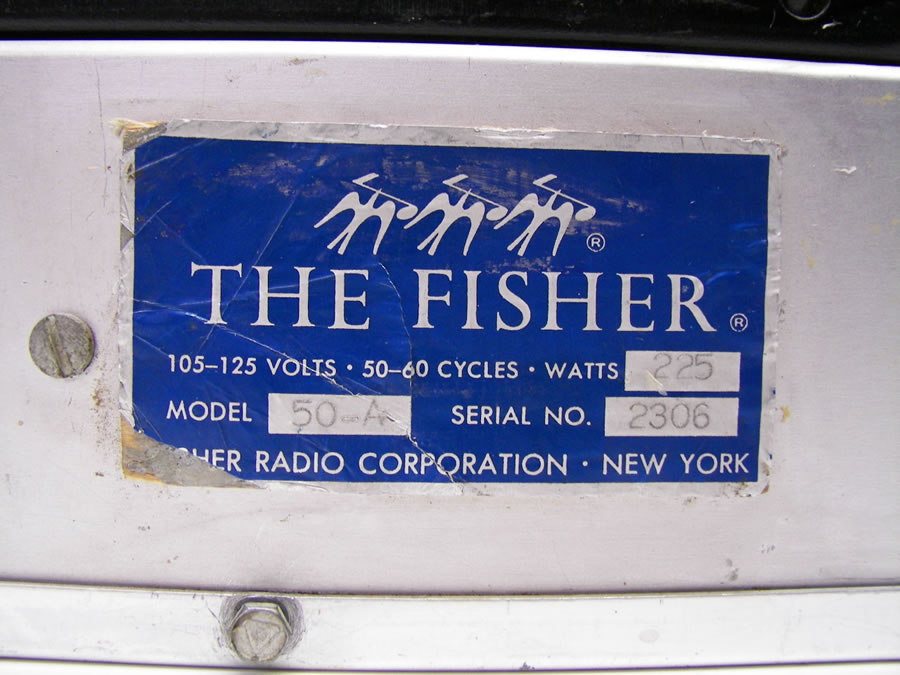 ®
THE FISHER ®
105–125 VOLTS · 50–60 CYCLES · WATTS 225
MODEL 50-A SERIAL NO. 2306
SHER RADIO CORPORATION · NEW YORK